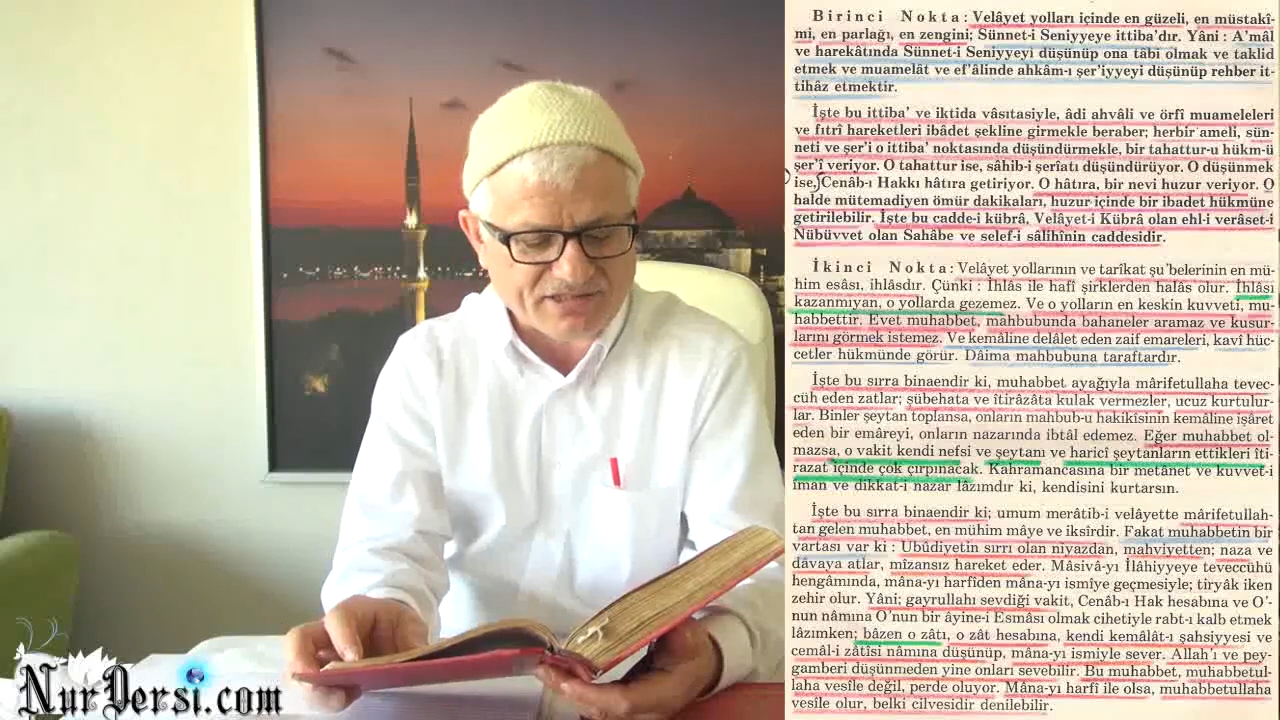 Birinci Nokta: Velâyet yolları içinde en güzeli, en müstakî-
mi, en parlağı, en zengini; Sünnet-i Seniyyeye ittiba'dır. Yâni : A'mâl
ve harekâtında Sünnet-i Seniyyeyi düşünüp ona tâbi olmak ve taklid
etmek ve muamelât ve ef'âlinde ahkâm-ı şer'iyyeyi düşünüp rehber it-
tihâz etmektir.
İşte bu ittiba' ve iktida vâsıtasiyle, âdi ahvâli ve örfî muameleleri
ve fıtrî hareketleri ibâdet şekline girmekle beraber; herbir ameli, sün-
neti ve şer'i o ittiba' noktasında düşündürmekle, bir tahattur-u hükm-ü
şer'î veriyor. O tahattur ise, sâhib-i şerîatı düşündürüyor. O düşünmek
ise, Cenâb-ı Hakkı hâtıra getiriyor. O hâtıra, bir nevi huzur veriyor. O
halde mütemadiyen ömür dakikaları, huzur içinde bir ibadet hükmüne
getirilebilir. İşte bu cadde-i kübrâ, Velâyet-i Kübrâ olan ehl-i verâset-i
Nübüvvet olan Sahâbe ve selef-i sâlihînin caddesidir.
İkinci Nokta: Velâyet yollarının ve tarîkat şu'belerinin en mü-
him esâsı, ihlâsdır. Çünki : İhlâs ile hafî şirklerden halâs olur. İhlâsı
kazanmıyan, o yollarda gezemez. Ve o yolların en keskin kuvveti, mu-
habbettir. Evet muhabbet, mahbubunda bahaneler aramaz ve kusur-
larını görmek istemez. Ve kemâline delâlet eden zaif emareleri, kavî hüc-
cetler hükmünde görür. Dâima mahbubuna taraftardır.
İşte bu sırra binaendir ki, muhabbet ayağıyla mârifetullaha tevec-
cüh eden zatlar; şübehata ve îtirâzâta kulak vermezler, ucuz kurtulur-
lar. Binler şeytan toplansa, onların mahbub-u hakikîsinin kemâline işâret
eden bir emâreyi, onların nazarında ibtâl edemez. Eğer muhabbet ol-
mazsa, o vakit kendi nefsi ve şeytanı ve haricî şeytanların ettikleri îti-
razat içinde çok çırpınacak. Kahramancasına bir metânet ve kuvvet-i
iman ve dikkat-i nazar lâzımdır ki, kendisini kurtarsın.
İşte bu sırra binaendir ki; umum merâtib-i velâyette mârifetullah-
tan gelen muhabbet, en mühim mâye ve iksîrdir. Fakat muhabbetin bir
vartası var ki : Ubûdiyetin sırrı olan niyazdan, mahviyetten; naza ve
dâvaya atlar, mîzansız hareket eder. Mâsivâ-yı İlâhiyyeye teveccühü
hengâmında, mâna-yı harfîden mâna-yı ismîye geçmesiyle; tiryâk iken
zehir olur. Yâni; gayrullahı sevdiği vakit, Cenâb-ı Hak hesabına ve O'-
nun nâmına O'nun bir âyine-i Esmâsı olmak cihetiyle rabt-ı kalb etmek
lâzımken; bâzen o zâtı, o zât hesabına, kendi kemâlât-ı şahsiyyesi ve
cemâl-i zâtîsi nâmına düşünüp, mâna-yı ismiyle sever. Allah'ı ve pey-
gamberi düşünmeden yine onları sevebilir. Bu muhabbet, muhabbetul-
laha vesîle değil, perde oluyor. Mâna-yı harfî ile olsa, muhabbetullaha
vesîle olur, belki cilvesidir denilebilir.
NurDersi.com